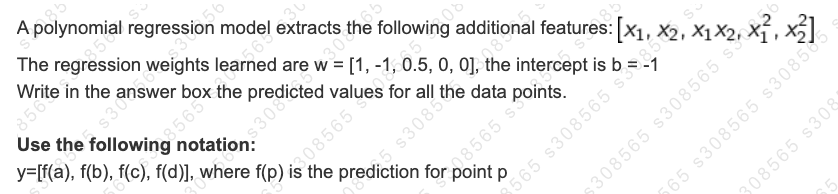 A polynomial regression model extracts the following additional features: [x₁, x₂, x₁x₂, x₁², x₂²]
The regression weights learned are w = [1, -1, 0.5, 0, 0], the intercept is b = -1
Write in the answer box the predicted values for all the data points.
Use the following notation:
y=[f(a), f(b), f(c), f(d)], where f(p) is the prediction for point p